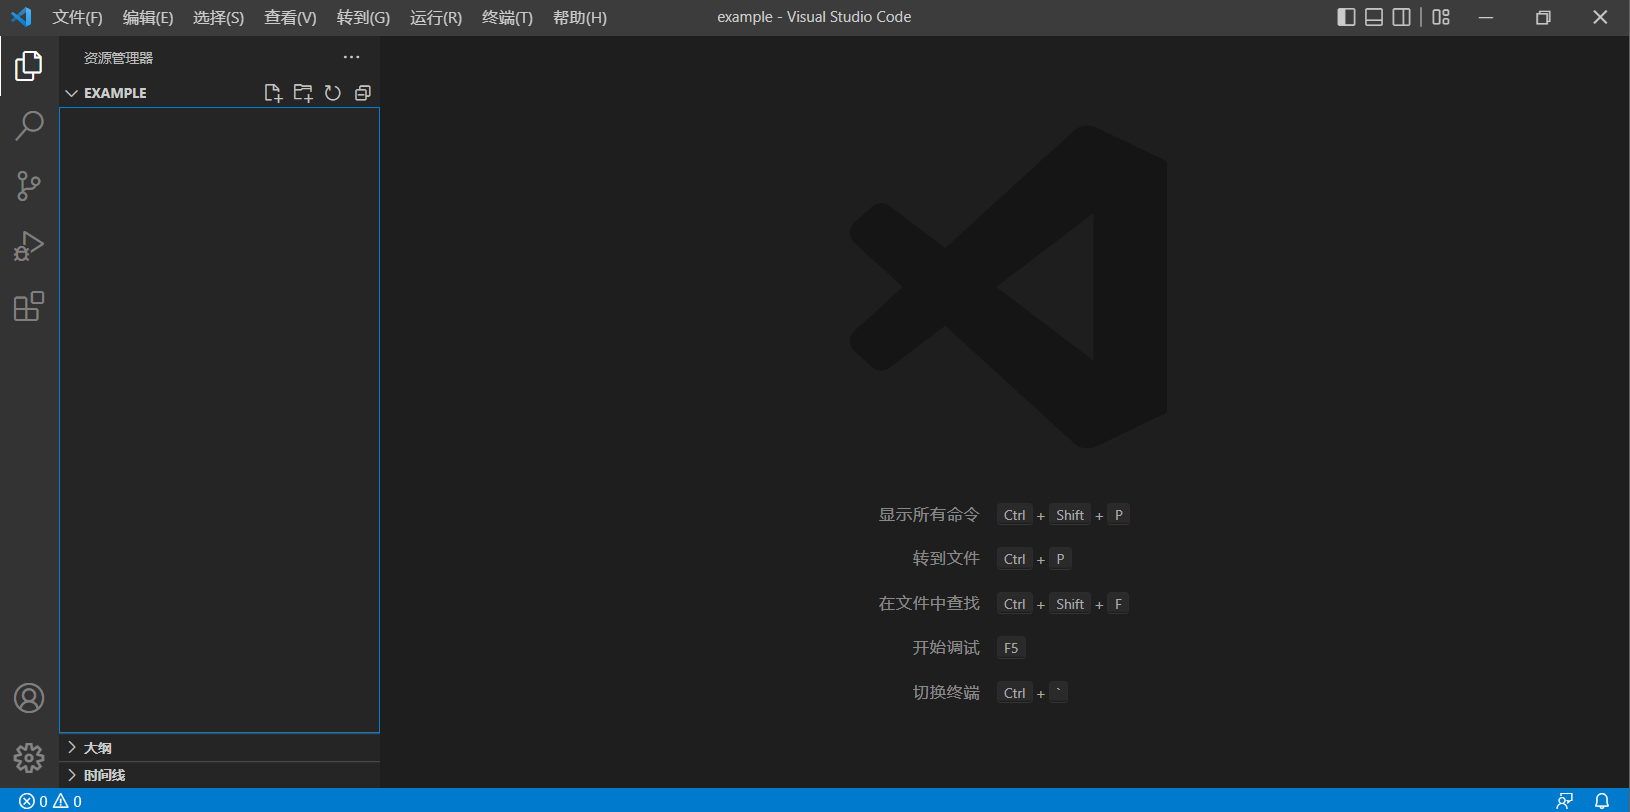 文件(F) 编辑(E) 选择(S) 查看(V) 转到(G) 运行(R) 终端(T) 帮助(H) example - Visual Studio Code
资源管理器
EXAMPLE
显示所有命令 Ctrl + Shift + P
转到文件 Ctrl + P
在文件中查找 Ctrl + Shift + F
开始调试 F5
切换终端 Ctrl + `
大纲
时间线
0 0